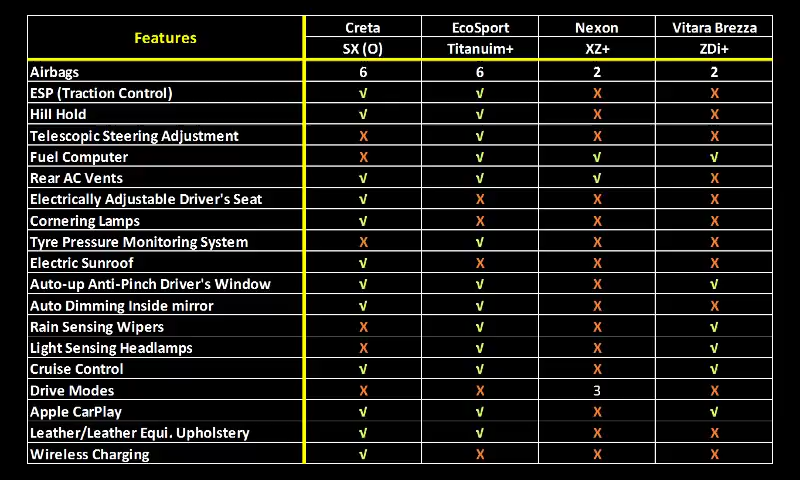 Features Creta EcoSport Nexon Vitara Brezza
SX (O) Titanuim+ XZ+ ZDi+
Airbags 6 6 2 2
ESP (Traction Control) √ √ X X
Hill Hold √ √ X X
Telescopic Steering Adjustment X √ X X
Fuel Computer X √ √ √
Rear AC Vents √ √ √ X
Electrically Adjustable Driver's Seat √ X X X
Cornering Lamps √ X X X
Tyre Pressure Monitoring System X √ X X
Electric Sunroof √ X X X
Auto-up Anti-Pinch Driver's Window √ √ X √
Auto Dimming Inside mirror √ √ X X
Rain Sensing Wipers X √ X √
Light Sensing Headlamps X √ X √
Cruise Control √ √ X √
Drive Modes X X 3 X
Apple CarPlay √ √ X √
Leather/Leather Equi. Upholstery √ √ X X
Wireless Charging √ X X X